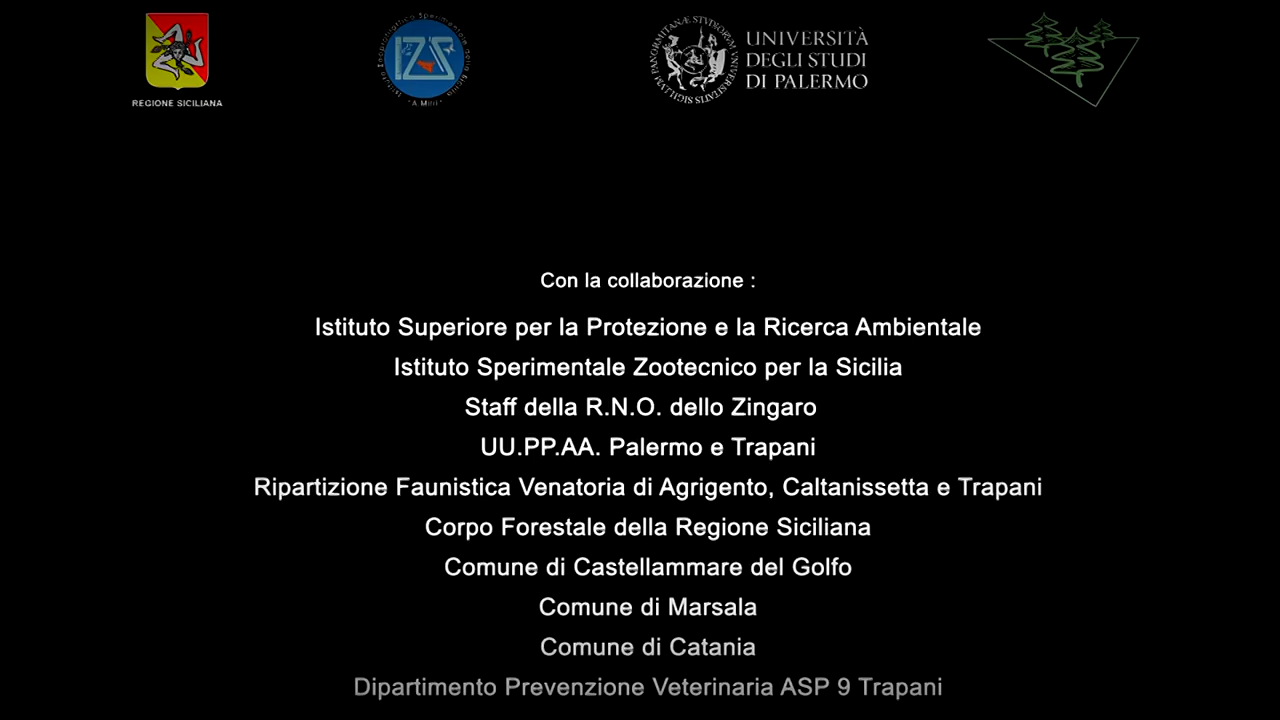 REGIONE SICILIANA
IZS
UNIVERSITÀ
DEGLI STUDI
DI PALERMO
Con la collaborazione :
Istituto Superiore per la Protezione e la Ricerca Ambientale
Istituto Sperimentale Zootecnico per la Sicilia
Staff della R.N.O. dello Zingaro
UU.PP.AA. Palermo e Trapani
Ripartizione Faunistica Venatoria di Agrigento, Caltanissetta e Trapani
Corpo Forestale della Regione Siciliana
Comune di Castellammare del Golfo
Comune di Marsala
Comune di Catania
Dipartimento Prevenzione Veterinaria ASP 9 Trapani